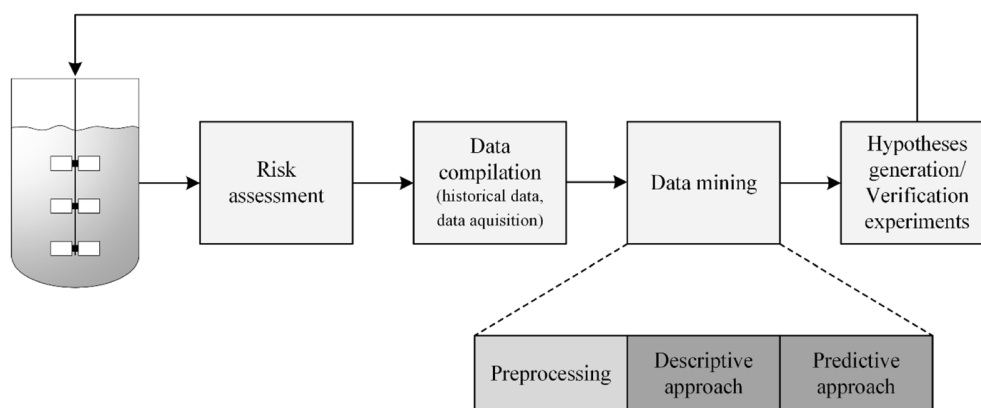 Risk
assessment
Data
compilation
(historical data,
data aquisition)
Data mining
Hypotheses
generation/
Verification
experiments
Preprocessing
Descriptive
approach
Predictive
approach